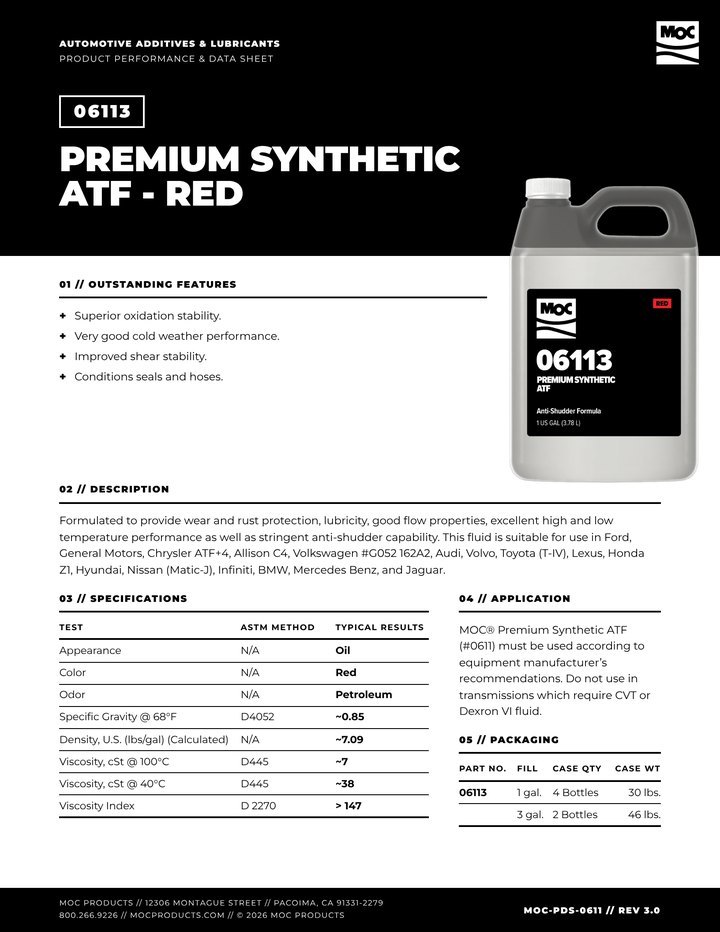 AUTOMOTIVE ADDITIVES & LUBRICANTS
PRODUCT PERFORMANCE & DATA SHEET
MOC
06113
PREMIUM SYNTHETIC
ATF - RED
01 // OUTSTANDING FEATURES
+ Superior oxidation stability.
+ Very good cold weather performance.
+ Improved shear stability.
+ Conditions seals and hoses.
MOC
RED
06113
PREMIUM SYNTHETIC
ATF
Anti-Shudder Formula
1 US GAL (3.78 L)
02 // DESCRIPTION
Formulated to provide wear and rust protection, lubricity, good flow properties, excellent high and low
temperature performance as well as stringent anti-shudder capability. This fluid is suitable for use in Ford,
General Motors, Chrysler ATF+4, Allison C4, Volkswagen #G052 162A2, Audi, Volvo, Toyota (T-IV), Lexus, Honda
Z1, Hyundai, Nissan (Matic-J), Infiniti, BMW, Mercedes Benz, and Jaguar.
03 // SPECIFICATIONS
TEST ASTM METHOD TYPICAL RESULTS
Appearance N/A Oil
Color N/A Red
Odor N/A Petroleum
Specific Gravity @ 68°F D4052 ~0.85
Density, U.S. (lbs/gal) (Calculated) N/A ~7.09
Viscosity, cSt @ 100°C D445 ~7
Viscosity, cSt @ 40°C D445 ~38
Viscosity Index D 2270 > 147
04 // APPLICATION
MOC® Premium Synthetic ATF
(#0611) must be used according to
equipment manufacturer's
recommendations. Do not use in
transmissions which require CVT or
Dexron VI fluid.
05 // PACKAGING
PART NO. FILL CASE QTY CASE WT
06113 1 gal. 4 Bottles 30 lbs.
3 gal. 2 Bottles 46 lbs.
MOC PRODUCTS // 12306 MONTAGUE STREET // PACOIMA, CA 91331-2279
800.266.9226 // MOCPRODUCTS.COM // © 2026 MOC PRODUCTS
MOC-PDS-0611 // REV 3.0